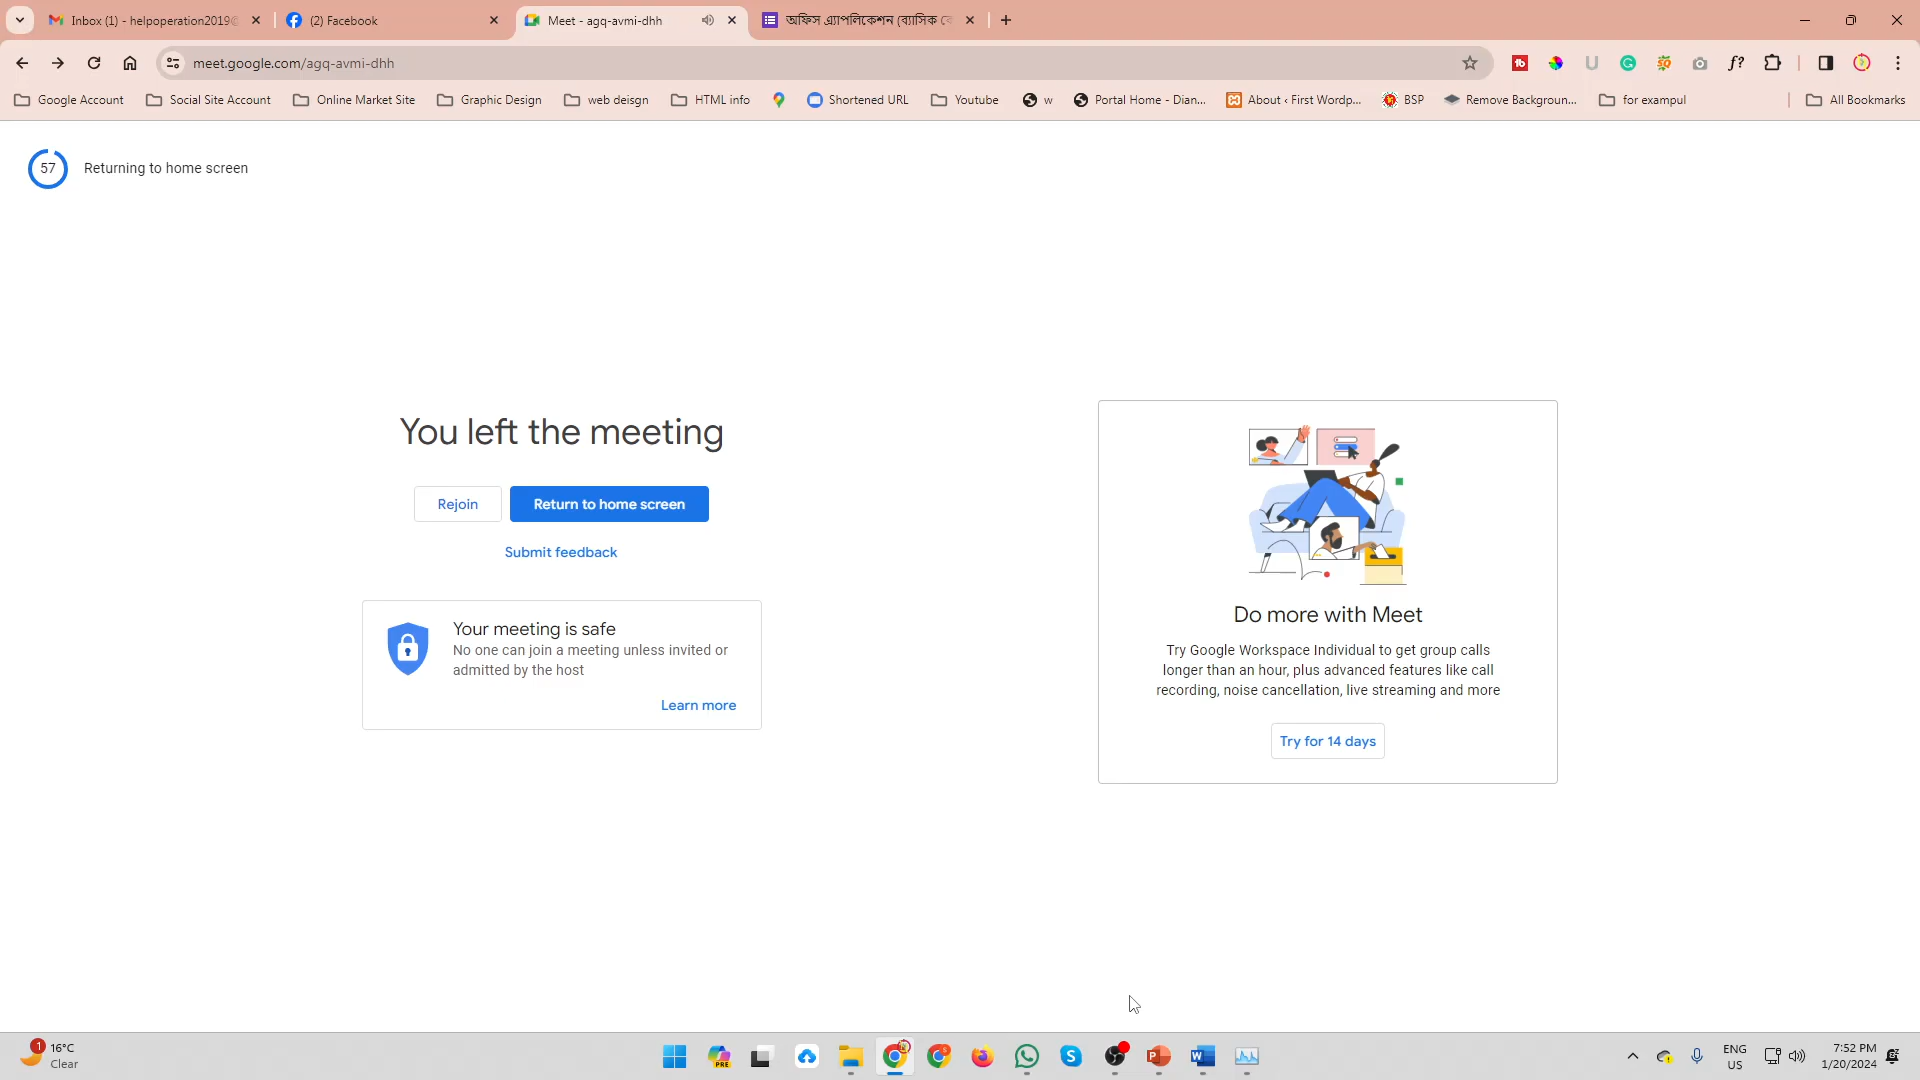 Inbox (1) - helpoperation2019@
(2) Facebook
Meet - agq-avmi-dhh
অফিস এ্যাপলিকেশন (ব্যাসিক কো
meet.google.com/agq-avmi-dhh
Google Account
Social Site Account
Online Market Site
Graphic Design
web deisgn
HTML info
Shortened URL
Youtube
w
Portal Home - Dian...
About ‹ First Wordp...
BSP
Remove Backgroun...
for exampul
All Bookmarks
57
Returning to home screen
You left the meeting
Rejoin
Return to home screen
Submit feedback
Your meeting is safe
No one can join a meeting unless invited or
admitted by the host
Learn more
Do more with Meet
Try Google Workspace Individual to get group calls
longer than an hour, plus advanced features like call
recording, noise cancellation, live streaming and more
Try for 14 days
1
16°C
Clear
PRE
ENG
US
7:52 PM
1/20/2024